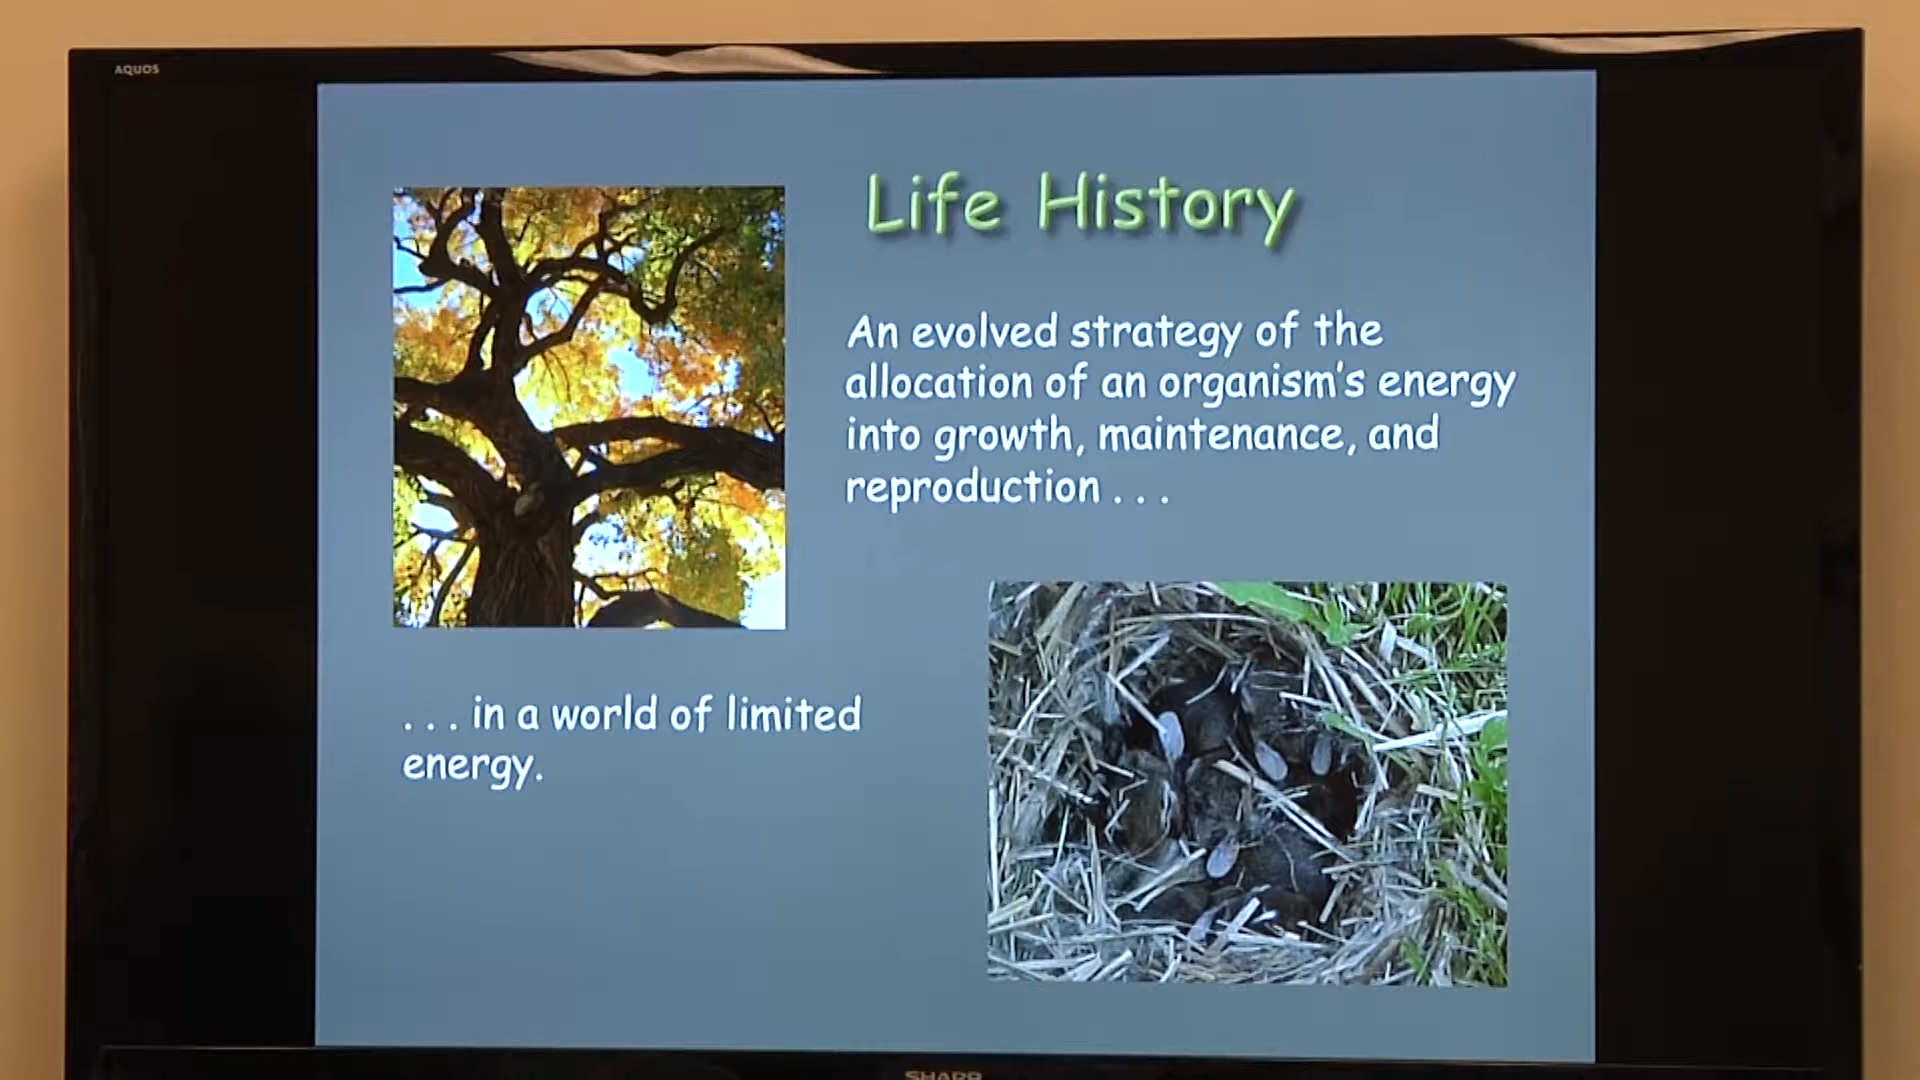 AQUOS
Life History
An evolved strategy of the
allocation of an organism's energy
into growth, maintenance, and
reproduction . . .
. . . in a world of limited
energy.
SHARP